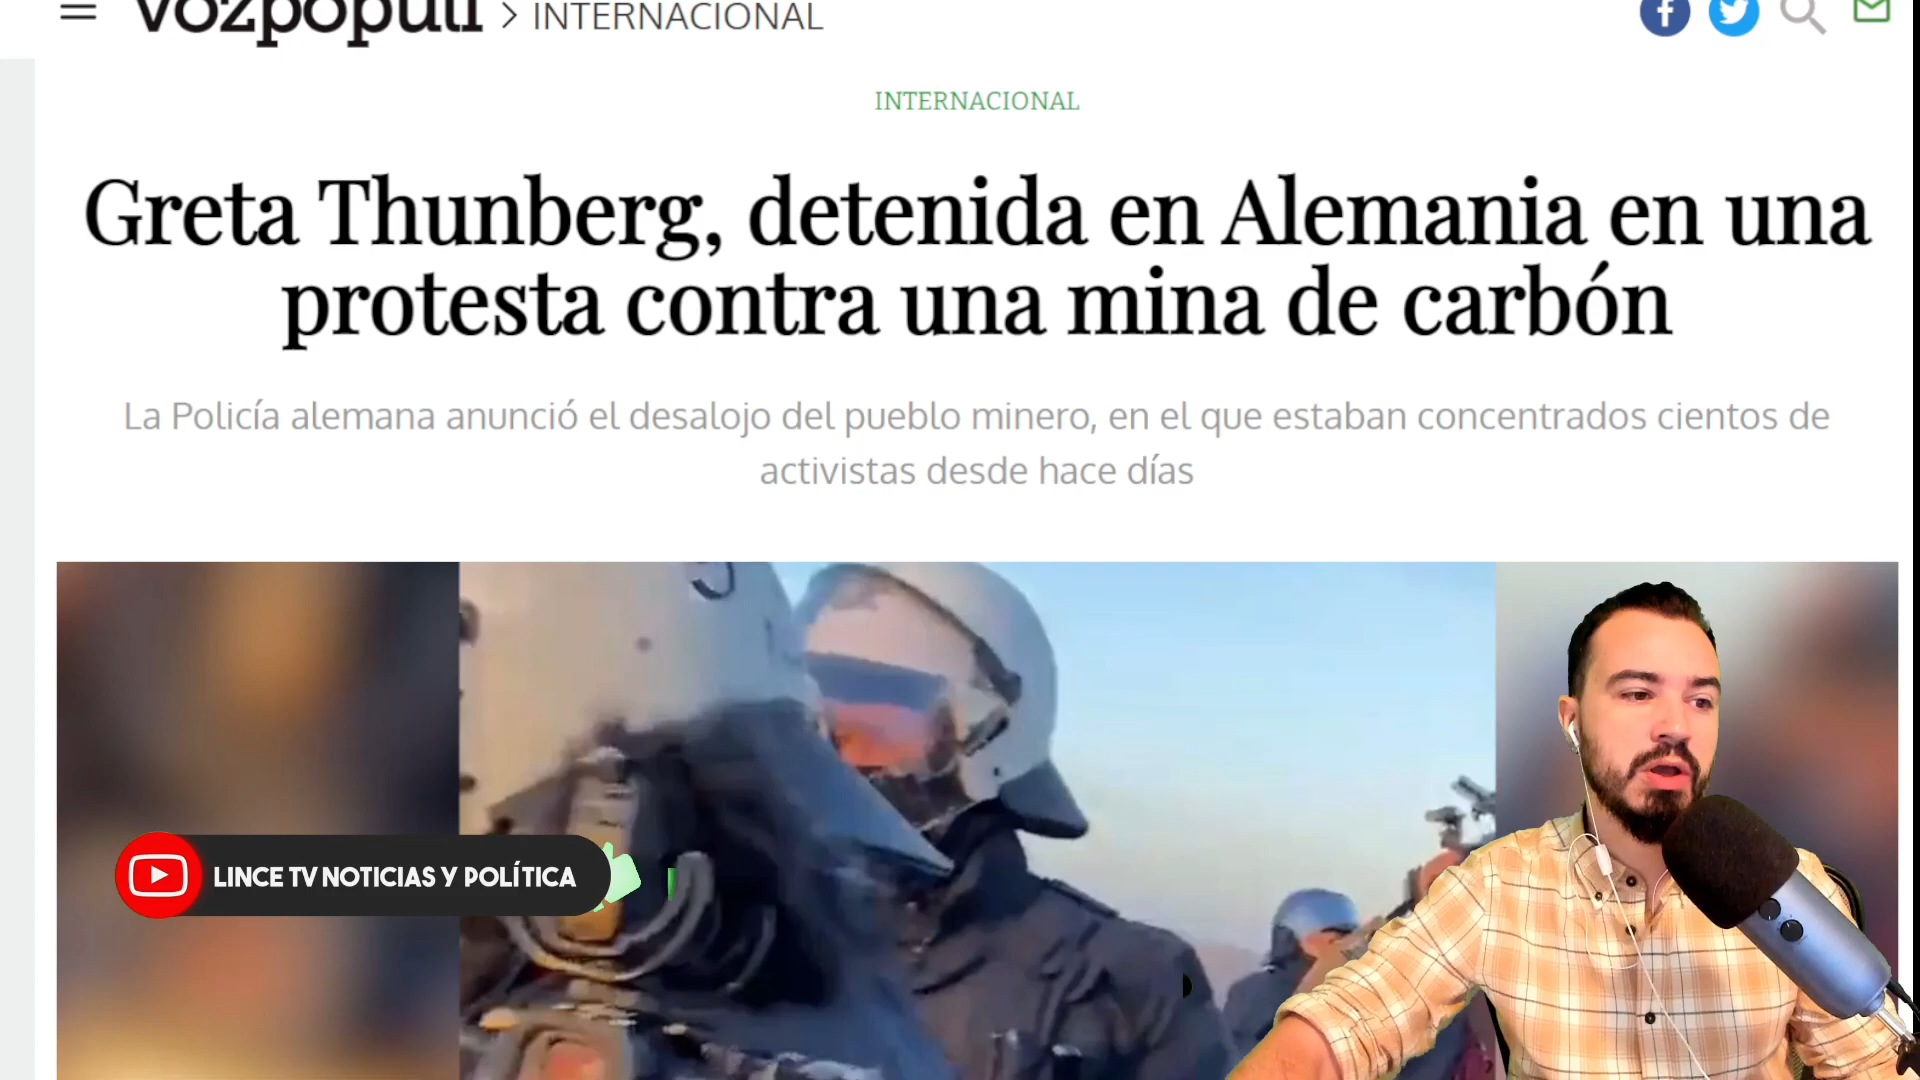 vozpópuli > INTERNACIONAL
INTERNACIONAL
Greta Thunberg, detenida en Alemania en una
protesta contra una mina de carbón
La Policía alemana anunció el desalojo del pueblo minero, en el que estaban concentrados cientos de
activistas desde hace días
LINCE TV NOTICIAS Y POLÍTICA